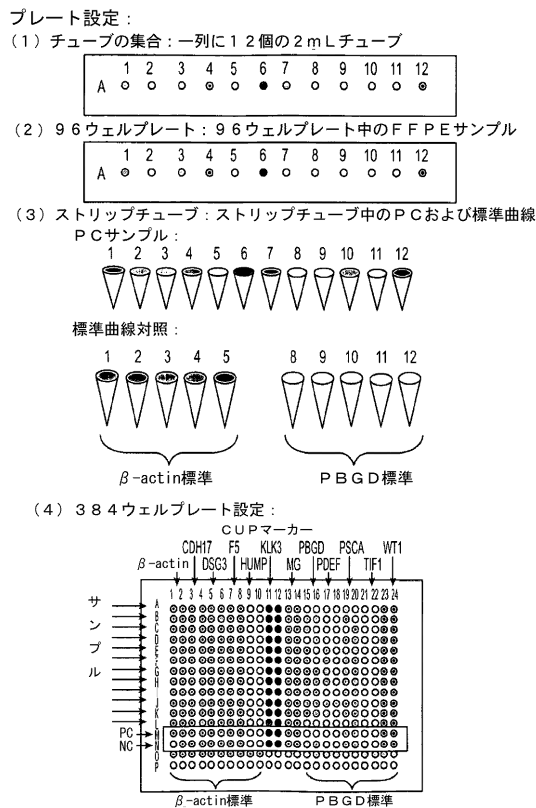 プレート設定：
（１）チューブの集合：一列に１２個の２ｍＬチューブ
1 2 3 4 5 6 7 8 9 10 11 12
A
（２）９６ウェルプレート：９６ウェルプレート中のＦＦＰＥサンプル
1 2 3 4 5 6 7 8 9 10 11 12
A
（３）ストリップチューブ：ストリップチューブ中のＰＣおよび標準曲線
ＰＣサンプル：
1 2 3 4 5 6 7 8 9 10 11 12
標準曲線対照：
1 2 3 4 5 8 9 10 11 12
β-actin標準 ＰＢＧＤ標準
（４）３８４ウェルプレート設定：
ＣＵＰマーカー
CDH17 F5 KLK3 PBGD PSCA WT1
β-actin DSG3 HUMP MG PDEF TIF1
1 2 3 4 5 6 7 8 9 10 11 12 13 14 15 16 17 18 19 20 21 22 23 24
サンプル
A
B
C
D
E
F
G
H
I
J
K
L
PC M
NC N
O
P
β-actin標準 ＰＢＧＤ標準